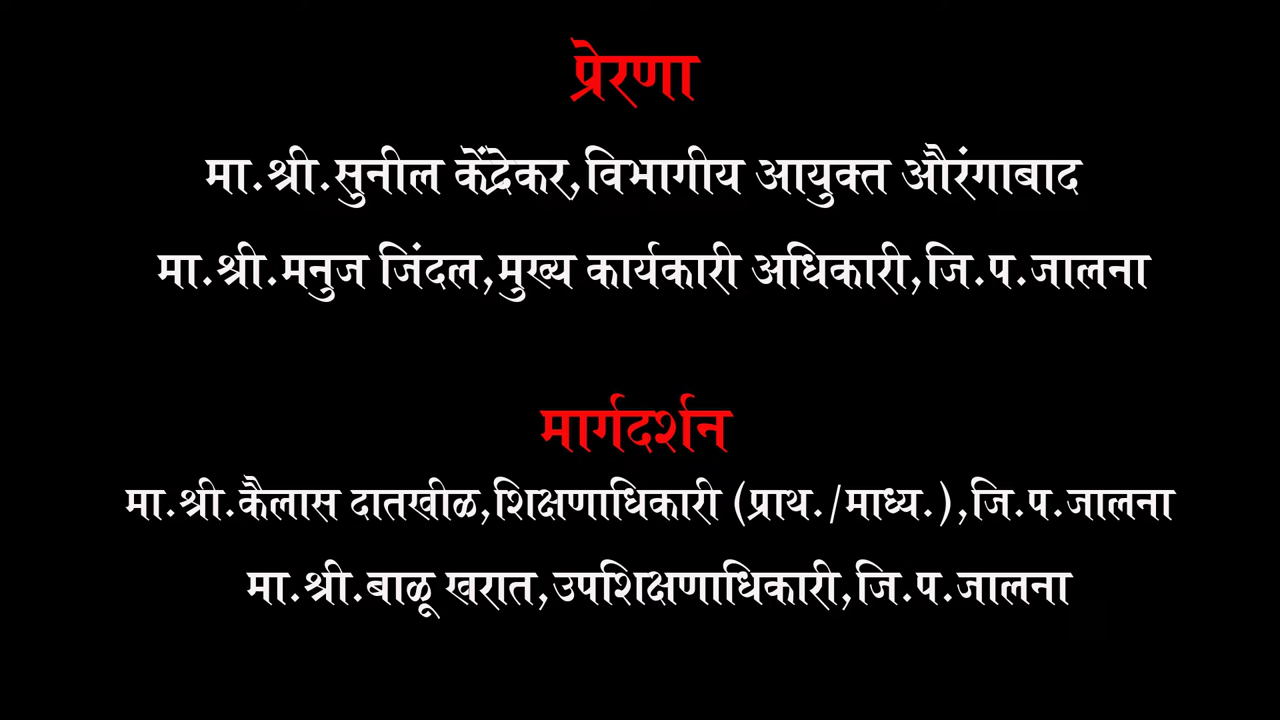 प्रेरणा
मा.श्री.सुनील केंद्रेकर,विभागीय आयुक्त औरंगाबाद
मा.श्री.मनुज जिंदल,मुख्य कार्यकारी अधिकारी,जि.प.जालना
मार्गदर्शन
मा.श्री.कैलास दातखीळ,शिक्षणाधिकारी (प्राथ./माध्य.),जि.प.जालना
मा.श्री.बाळू खरात,उपशिक्षणाधिकारी,जि.प.जालना